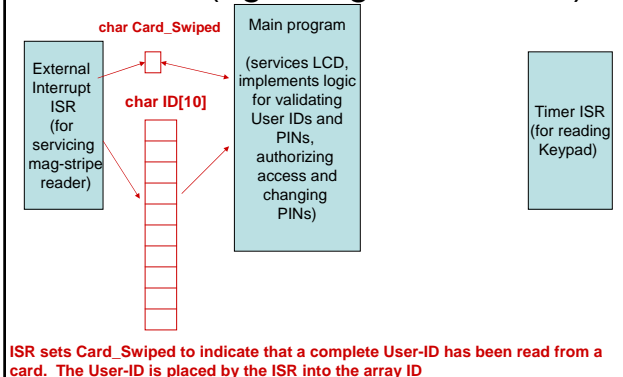 char Card_Swiped
Main program
(services LCD,
implements logic
for validating
User IDs and
PINs,
authorizing
access and
changing
PINs)
External
Interrupt
ISR
(for
servicing
mag-stripe
reader)
char ID[10]
Timer ISR
(for reading
Keypad)
ISR sets Card_Swiped to indicate that a complete User-ID has been read from a
card. The User-ID is placed by the ISR into the array ID